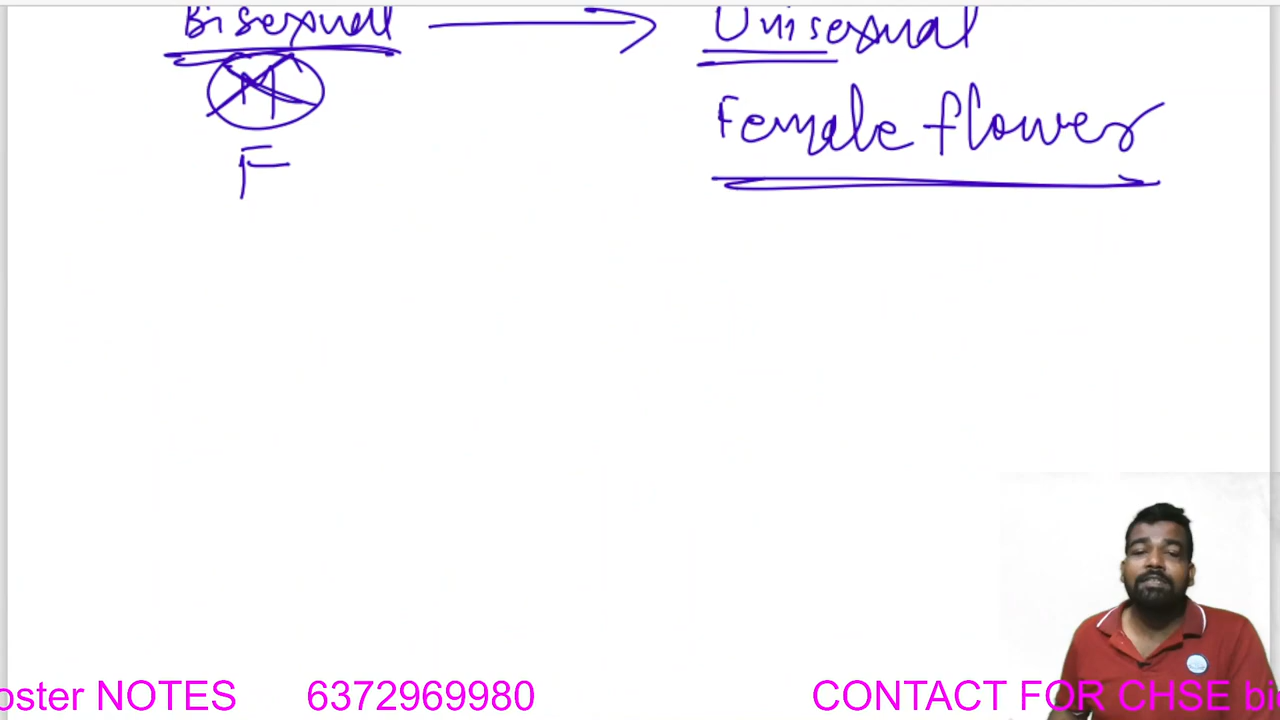 Bisexual → Unisexual
M
Female flower
F
oster NOTES 6372969980 CONTACT FOR CHSE bi